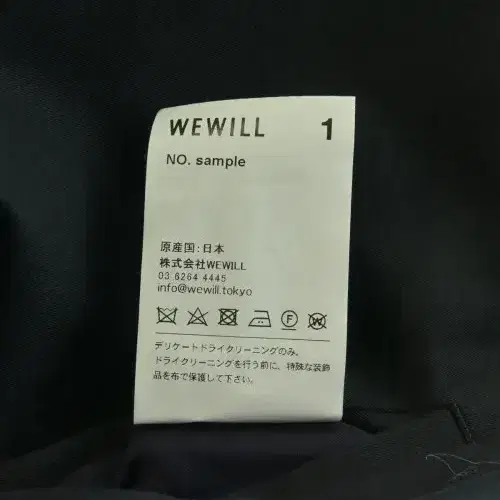 WEWILL 1
NO. sample
原産国:日本
株式会社WEWILL
03 6264 4445
info@wewill.tokyo
デリケートドライクリーニングのみ。
ドライクリーニングを行う前に、特殊な装飾
品を布で保護して下さい。